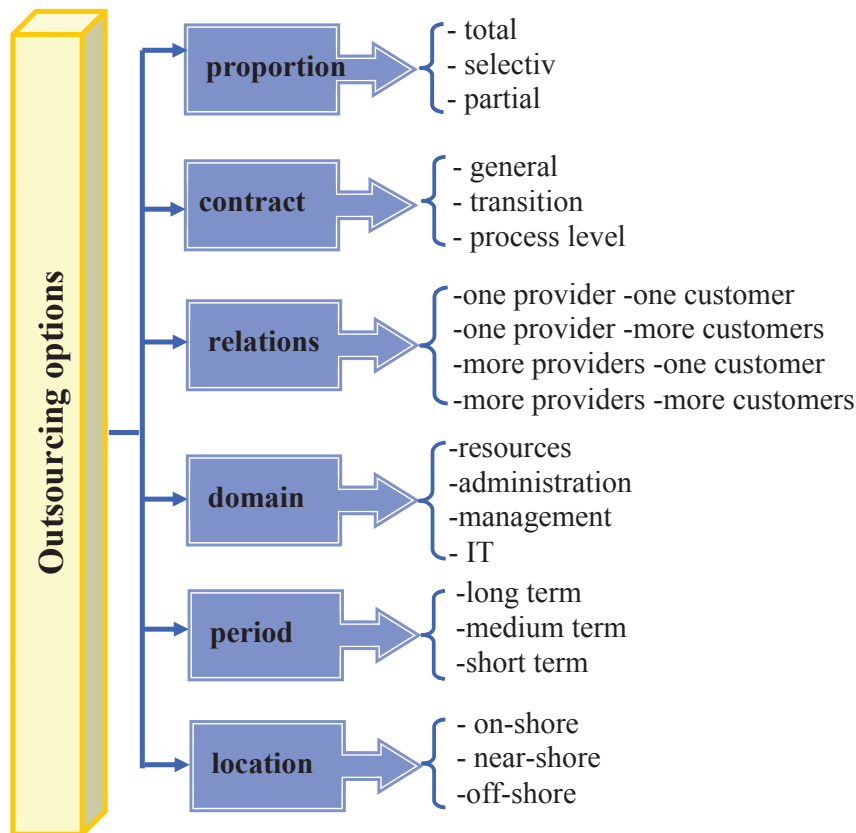 Outsourcing options
proportion
- total
- selectiv
- partial
contract
- general
- transition
- process level
relations
-one provider -one customer
-one provider -more customers
-more providers -one customer
-more providers -more customers
domain
-resources
-administration
-management
- IT
period
-long term
-medium term
-short term
location
- on-shore
- near-shore
-off-shore